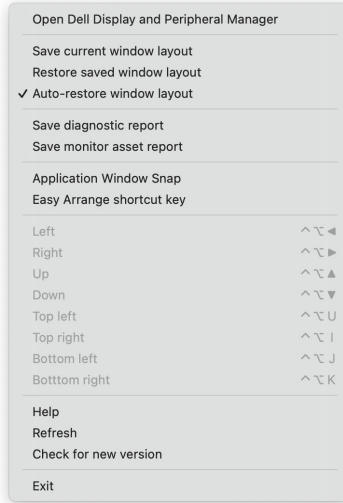 Open Dell Display and Peripheral Manager
Save current window layout
Restore saved window layout
✓ Auto-restore window layout
Save diagnostic report
Save monitor asset report
Application Window Snap
Easy Arrange shortcut key
Left ^⌥◀
Right ^⌥▶
Up ^⌥▲
Down ^⌥▼
Top left ^⌥U
Top right ^⌥I
Bottom left ^⌥J
Botttom right ^⌥K
Help
Refresh
Check for new version
Exit